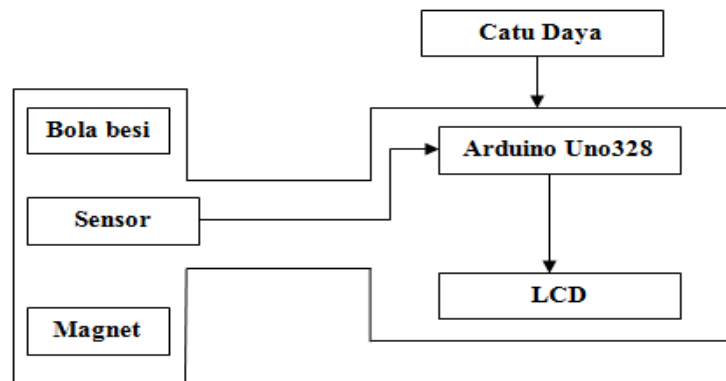 Catu Daya
Bola besi
Arduino Uno328
Sensor
LCD
Magnet